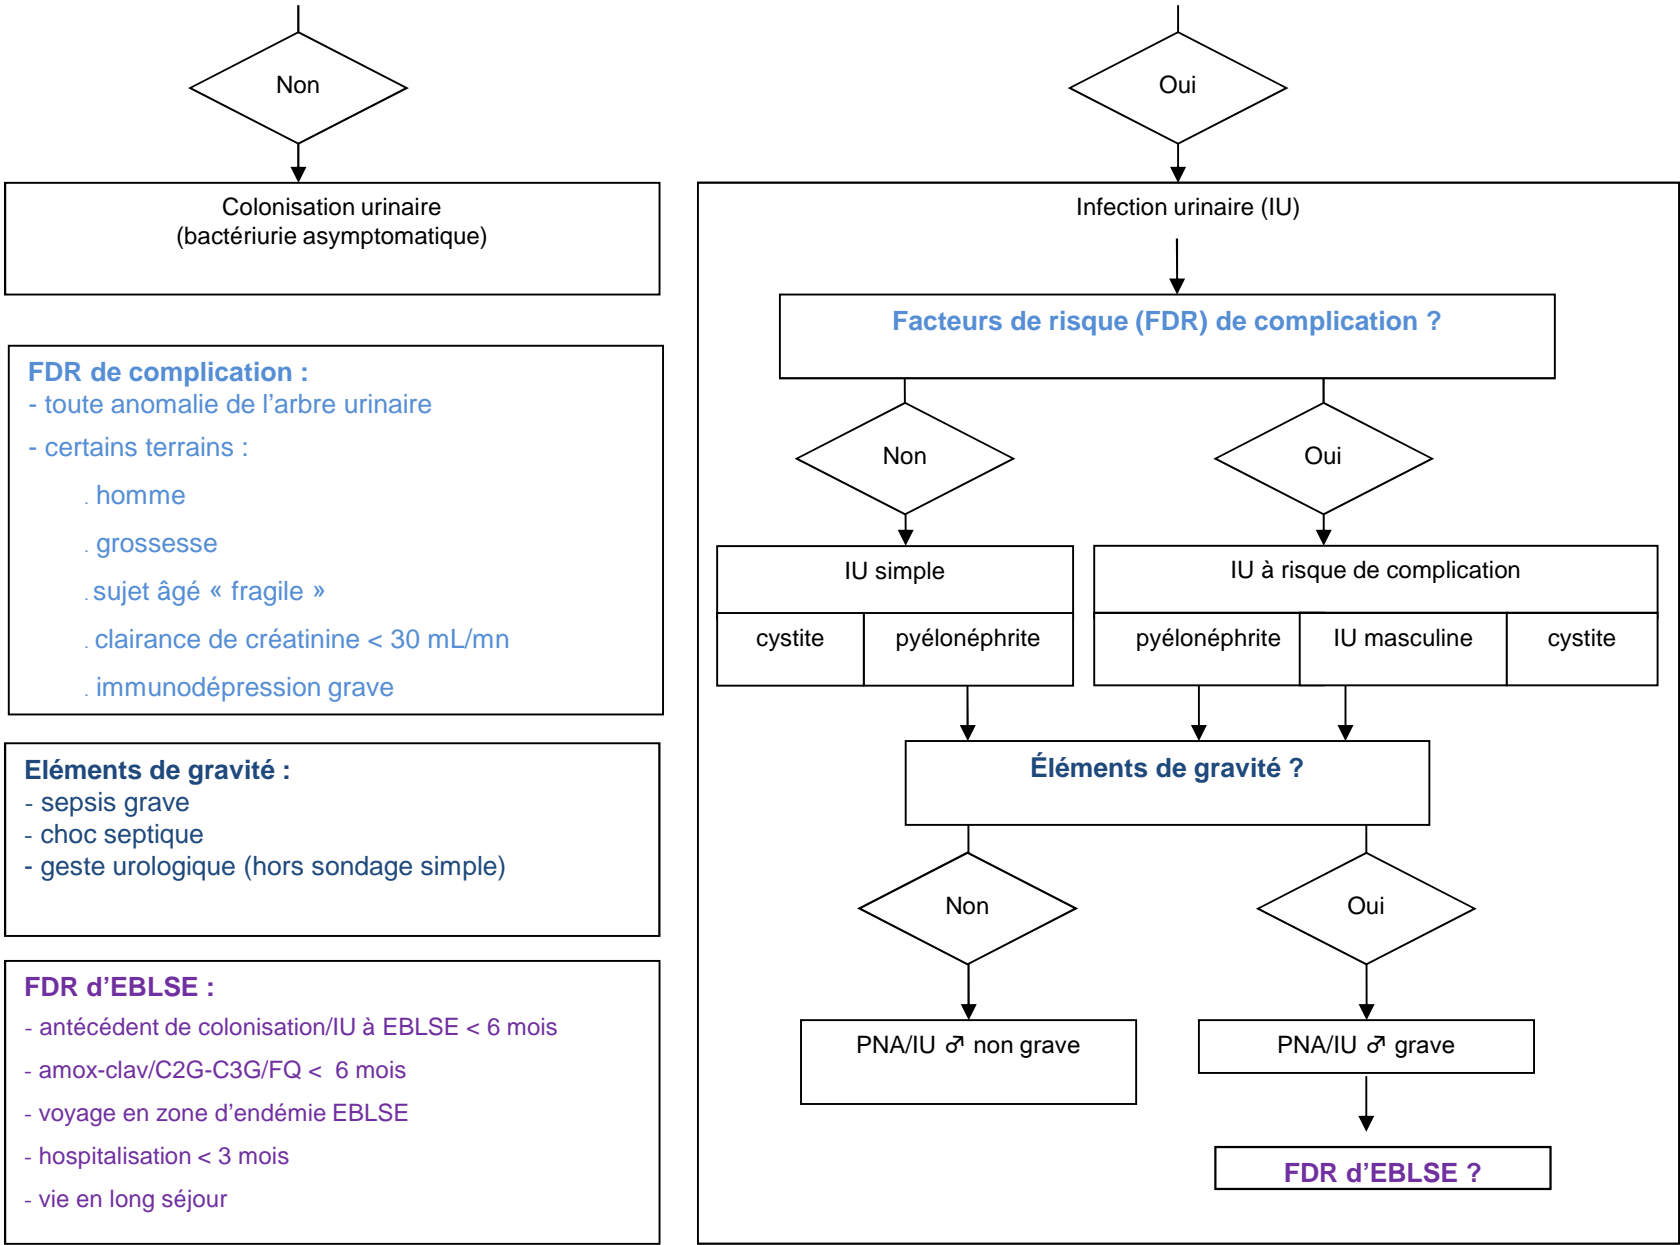 Non
Oui
Colonisation urinaire
(bactériurie asymptomatique)
Infection urinaire (IU)
Facteurs de risque (FDR) de complication ?
FDR de complication :
- toute anomalie de l’arbre urinaire
- certains terrains :
. homme
. grossesse
. sujet âgé « fragile »
. clairance de créatinine < 30 mL/mn
. immunodépression grave
Non
Oui
IU simple
cystite
pyélonéphrite
IU à risque de complication
pyélonéphrite
IU masculine
cystite
Eléments de gravité :
- sepsis grave
- choc septique
- geste urologique (hors sondage simple)
Éléments de gravité ?
Non
Oui
FDR d’EBLSE :
- antécédent de colonisation/IU à EBLSE < 6 mois
- amox-clav/C2G-C3G/FQ < 6 mois
- voyage en zone d’endémie EBLSE
- hospitalisation < 3 mois
- vie en long séjour
PNA/IU ♂ non grave
PNA/IU ♂ grave
FDR d’EBLSE ?